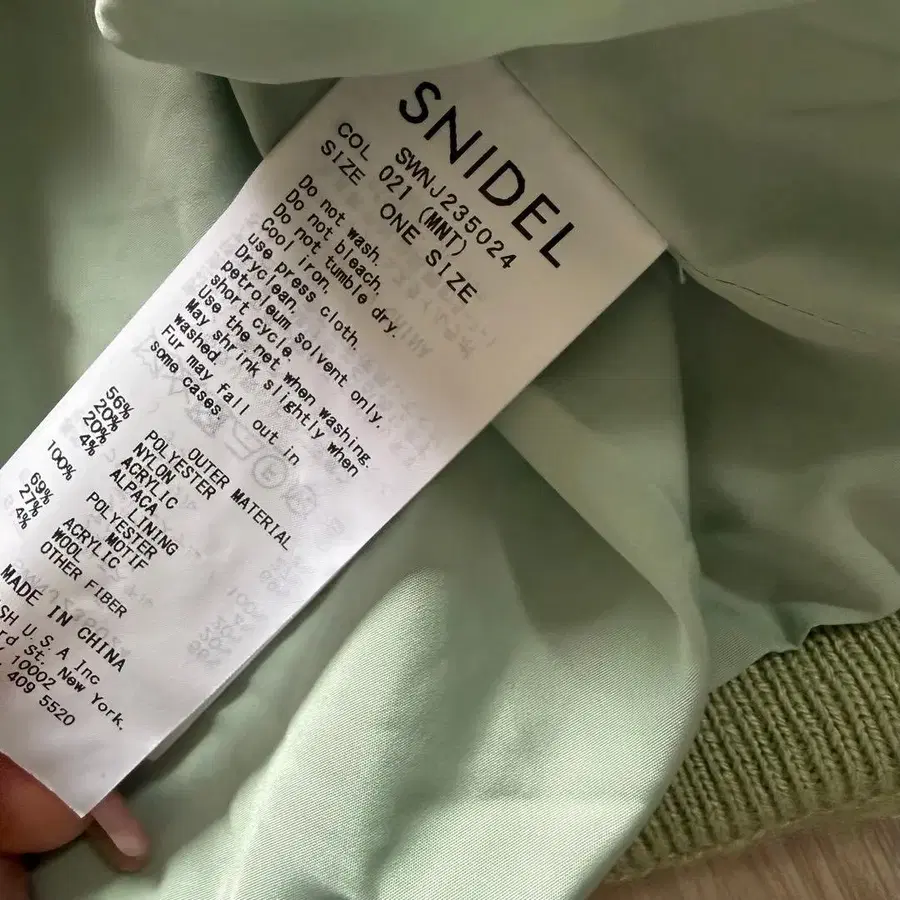 SNIDEL
SWNJ235024
COL 021 (MNT)
SIZE ONE SIZE
Do not wash.
Do not bleach.
Do not tumble dry.
Cool iron,
use press cloth.
Dryclean,
petroleum solvent only.
short cycle.
Use the net when washing.
May shrink slightly when
washed.
Fur may fall out in
some cases.
OUTER MATERIAL
56% POLYESTER
20% NYLON
20% ACRYLIC
4% ALPACA
LINING
100% POLYESTER
MOTIF
69% ACRYLIC
27% WOOL
4% OTHER FIBER
MADE IN CHINA
SH U.S.A Inc
rd St. New York.
10002
409 5520